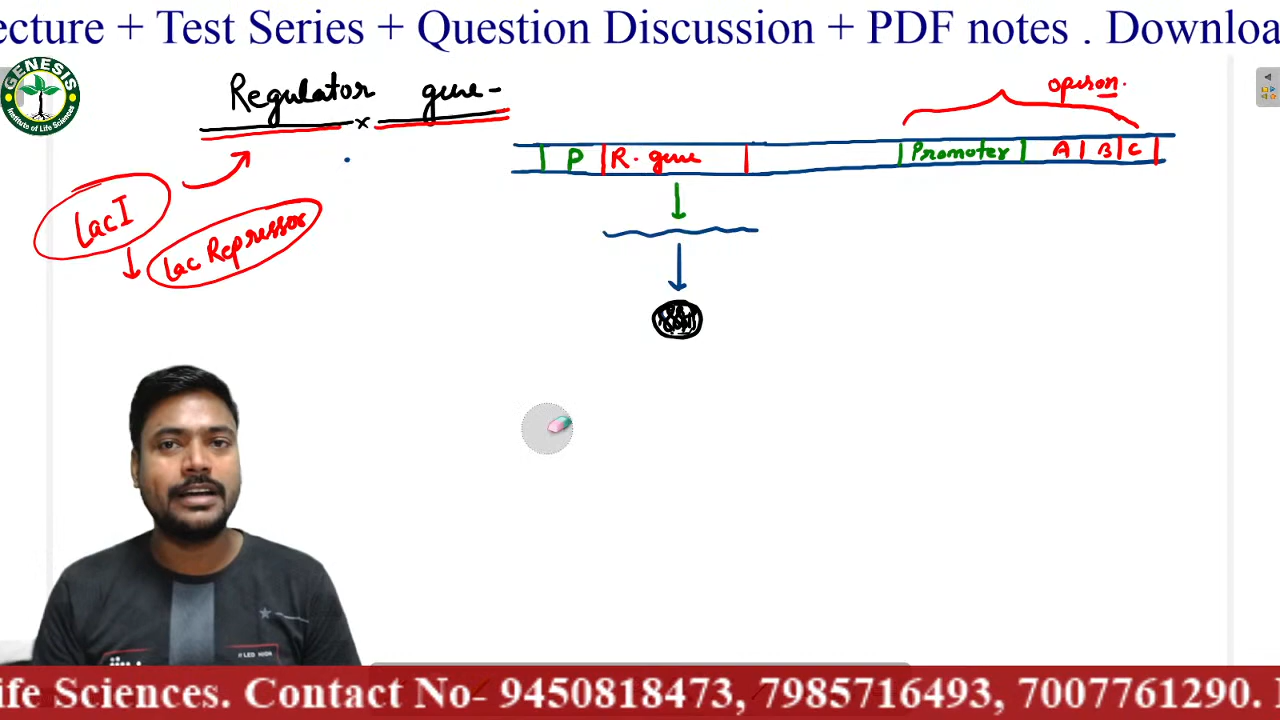 ecture + Test Series + Question Discussion + PDF notes . Downloa
GENESIS
Institute of Life Sciences
Regulator gene-
operon.
P R. gene Promoter A B C
LacI
Lac Repressor
ife Sciences. Contact No- 9450818473, 7985716493, 7007761290.